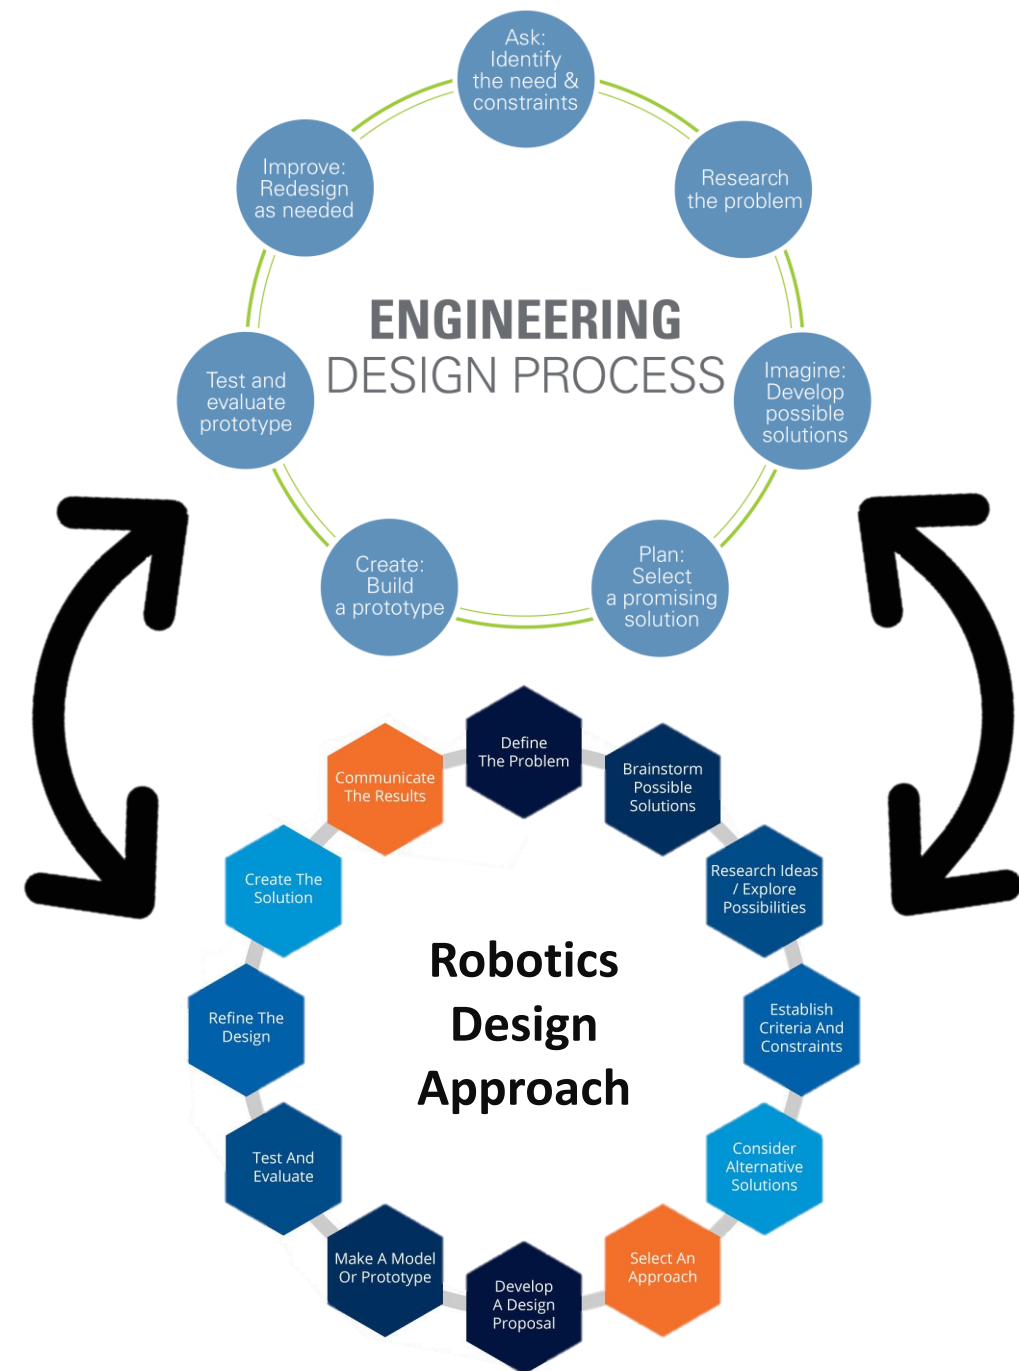 Ask:
Identify
the need &
constraints
Research
the problem
Imagine:
Develop
possible
solutions
Plan:
Select
a promising
solution
Create:
Build
a prototype
Test and
evaluate
prototype
Improve:
Redesign
as needed
ENGINEERING
DESIGN PROCESS
Define
The Problem
Brainstorm
Possible
Solutions
Research Ideas
/ Explore
Possibilities
Establish
Criteria And
Constraints
Consider
Alternative
Solutions
Select An
Approach
Develop
A Design
Proposal
Make A Model
Or Prototype
Test And
Evaluate
Refine The
Design
Create The
Solution
Communicate
The Results
Robotics
Design
Approach